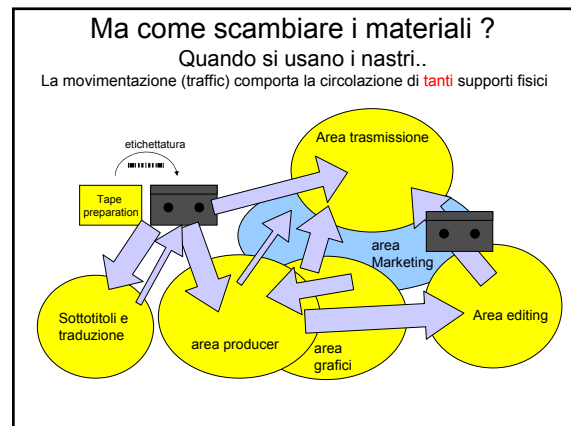 Ma come scambiare i materiali ?
Quando si usano i nastri..
La movimentazione (traffic) comporta la circolazione di tanti supporti fisici
etichettatura
Area trasmissione
Tape
preparation
area
Marketing
Sottotitoli e
traduzione
area producer
area
grafici
Area editing